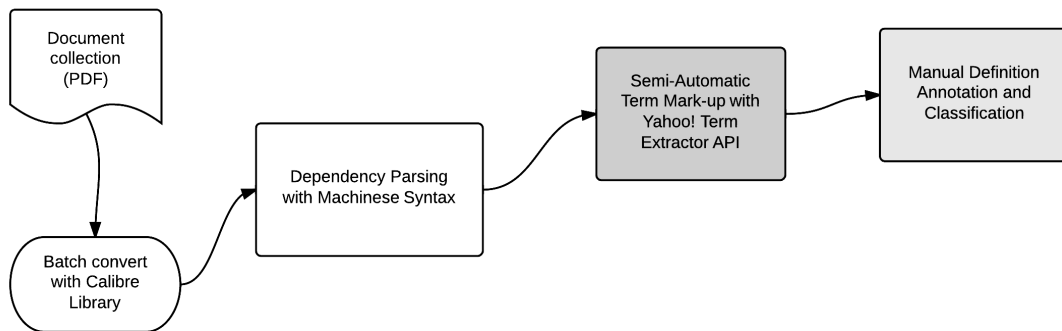 Document
collection
(PDF)
Batch convert
with Calibre
Library
Dependency Parsing
with Machinese Syntax
Semi-Automatic
Term Mark-up with
Yahoo! Term
Extractor API
Manual Definition
Annotation and
Classification